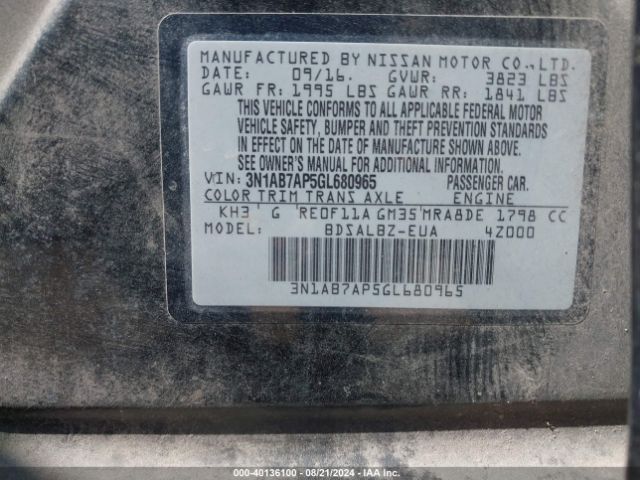 MANUFACTURED BY NISSAN MOTOR CO., LTD.
DATE: 09/16. GVWR: 3823 LBS
GAWR FR: 1995 LBS GAWR RR: 1841 LBS
THIS VEHICLE CONFORMS TO ALL APPLICABLE FEDERAL MOTOR
VEHICLE SAFETY, BUMPER AND THEFT PREVENTION STANDARDS
IN EFFECT ON THE DATE OF MANUFACTURE SHOWN ABOVE.
SEE OWNER'S MANUAL FOR ADDITIONAL INFORMATION.
VIN: 3N1AB7AP5GL680965 PASSENGER CAR.
COLOR TRIM TRANS AXLE ENGINE
KH3 G RE0F11A GM35 MRA8DE 1798 CC
MODEL: BDSALBZ-EUA 4Z000
3N1AB7AP5GL680965
000-40136100 - 08/21/2024 - IAA Inc.